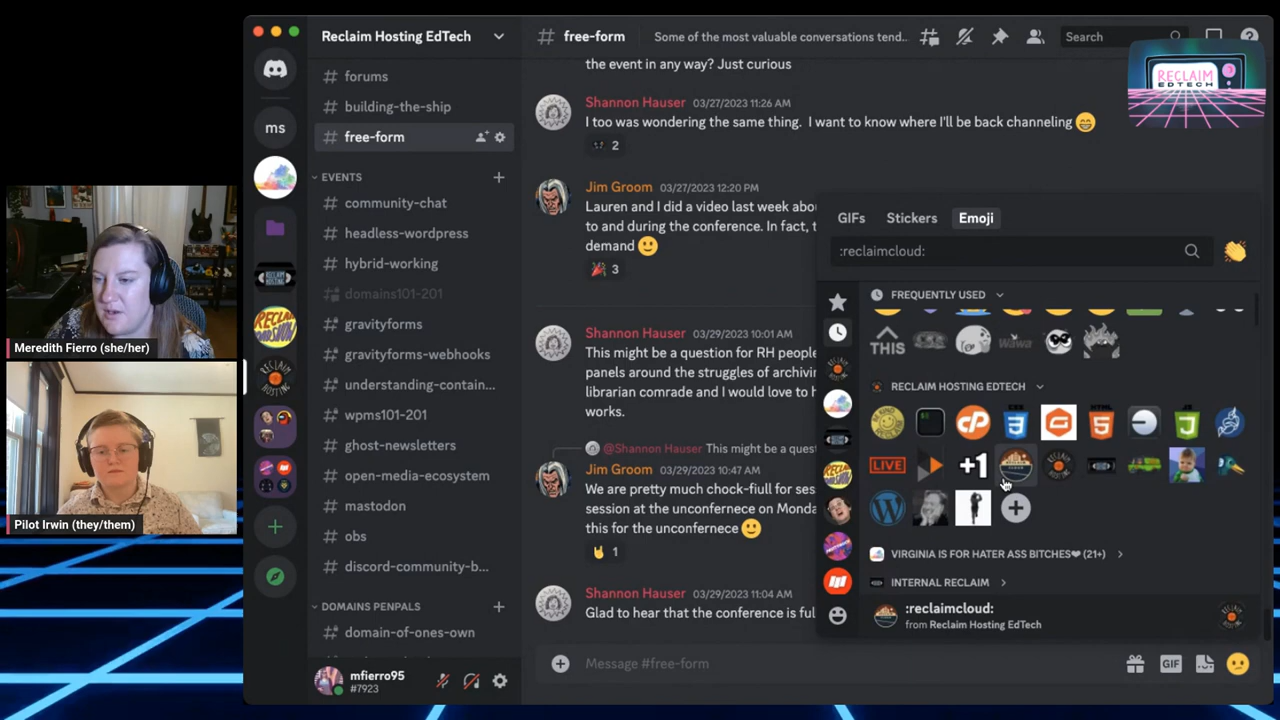 Meredith Fierro (she/her)
Pilot Irwin (they/them)
ms
Reclaim Hosting EdTech
forums
building-the-ship
free-form
EVENTS
community-chat
headless-wordpress
hybrid-working
domains101-201
gravityforms
gravityforms-webhooks
understanding-contain...
wpms101-201
ghost-newsletters
open-media-ecosystem
mastodon
obs
discord-community-b...
DOMAINS PENPALS
domain-of-ones-own
mfierro95
#7923
# free-form
Some of the most valuable conversations tend..
Search
RECLAIM
EDTECH
the event in any way? Just curious
Shannon Hauser 03/27/2023 11:26 AM
I too was wondering the same thing. I want to know where I'll be back channeling
2
Jim Groom 03/27/2023 12:20 PM
Lauren and I did a video last week abou
to and during the conference. In fact, t
demand
3
Shannon Hauser 03/29/2023 10:01 AM
This might be a question for RH people
panels around the struggles of archivin
librarian comrade and I would love to h
works.
@Shannon Hauser This might be a ques
Jim Groom 03/29/2023 10:47 AM
We are pretty much chock-fiull for ses
session at the unconference on Monda
this for the unconfernece
1
Shannon Hauser 03/29/2023 11:04 AM
Glad to hear that the conference is ful
Message #free-form
GIF
GIFs
Stickers
Emoji
:reclaimcloud:
FREQUENTLY USED
THIS
Wawa
RECLAIM HOSTING EDTECH
cP
LIVE
+1
VIRGINIA IS FOR HATER ASS BITCHES❤ (21+)
INTERNAL RECLAIM
:reclaimcloud:
from Reclaim Hosting EdTech